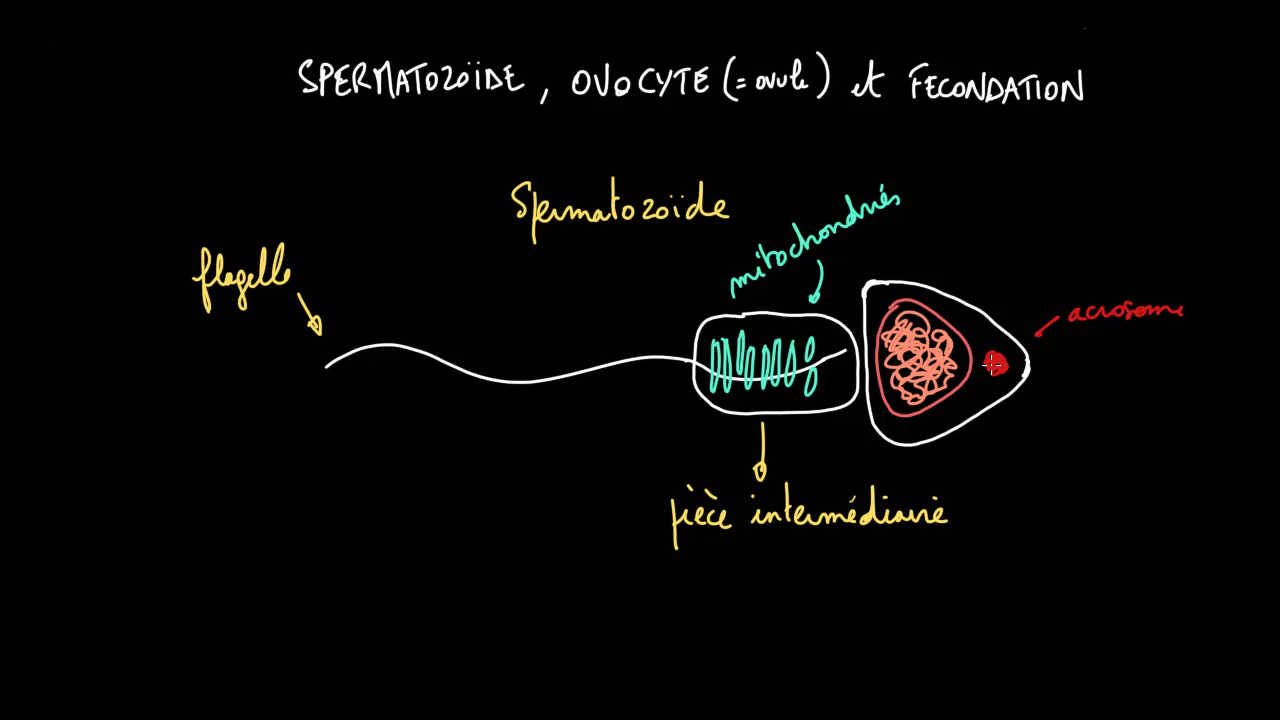 SPERMATOZOÏDE, OVOCYTE (= ovule) et FECONDATION
Spermatozoïde
mitochondries
flagelle
acrosome
pièce intermédiaire